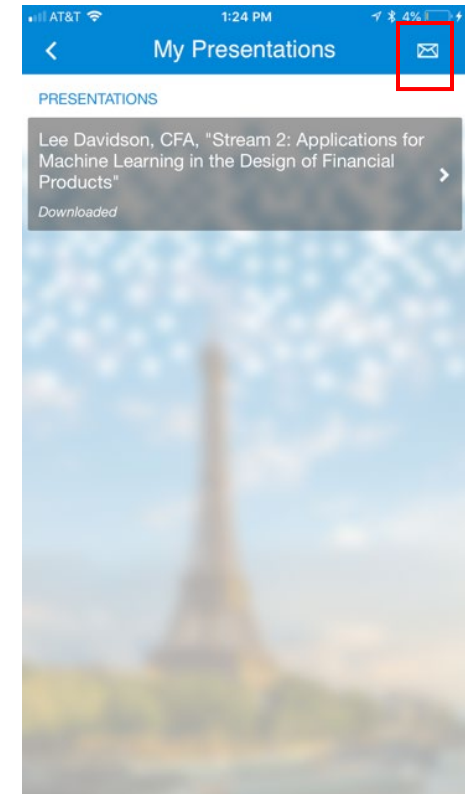 AT&T 1:24 PM 4%
My Presentations
PRESENTATIONS
Lee Davidson, CFA, "Stream 2: Applications for
Machine Learning in the Design of Financial
Products"
Downloaded